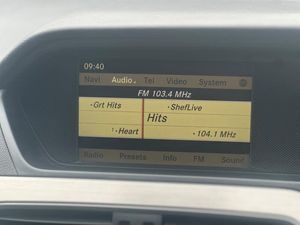 09:40
Navi Audio Tel Video System
FM 103.4 MHz
Grt Hits
ShefLive
Hits
Heart
104.1 MHz
Radio Presets Info FM Sound